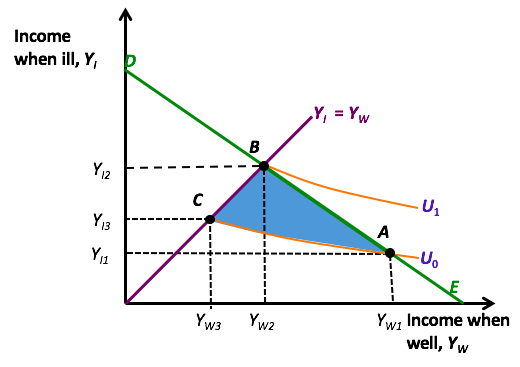 Income
when ill, Y_I
D
Y_I = Y_W
B
Y_I2
U_1
C
Y_I3
A
Y_I1
U_0
E
Y_W3
Y_W2
Y_W1
Income when
well, Y_W